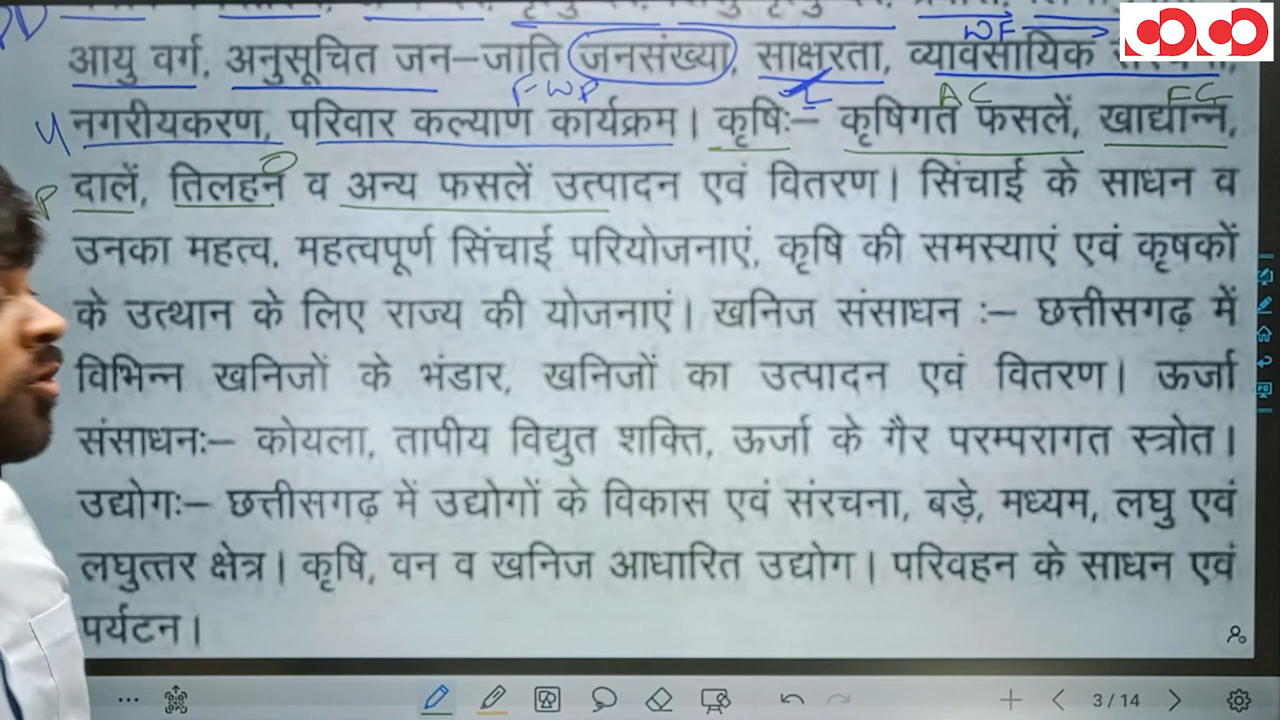 WF
आयु वर्ग, अनुसूचित जन–जाति जनसंख्या, साक्षरता, व्यावसायिक
FWP L AC FG
नगरीयकरण, परिवार कल्याण कार्यक्रम। कृषिः– कृषिगत फसलें, खाद्यान्न,
P दालें, तिलहन व अन्य फसलें उत्पादन एवं वितरण। सिंचाई के साधन व
उनका महत्व, महत्वपूर्ण सिंचाई परियोजनाएं, कृषि की समस्याएं एवं कृषकों
के उत्थान के लिए राज्य की योजनाएं। खनिज संसाधन :– छत्तीसगढ़ में
विभिन्न खनिजों के भंडार, खनिजों का उत्पादन एवं वितरण। ऊर्जा
संसाधनः– कोयला, तापीय विद्युत शक्ति, ऊर्जा के गैर परम्परागत स्त्रोत।
उद्योगः– छत्तीसगढ़ में उद्योगों के विकास एवं संरचना, बड़े, मध्यम, लघु एवं
लघुत्तर क्षेत्र। कृषि, वन व खनिज आधारित उद्योग। परिवहन के साधन एवं
पर्यटन।
3/14